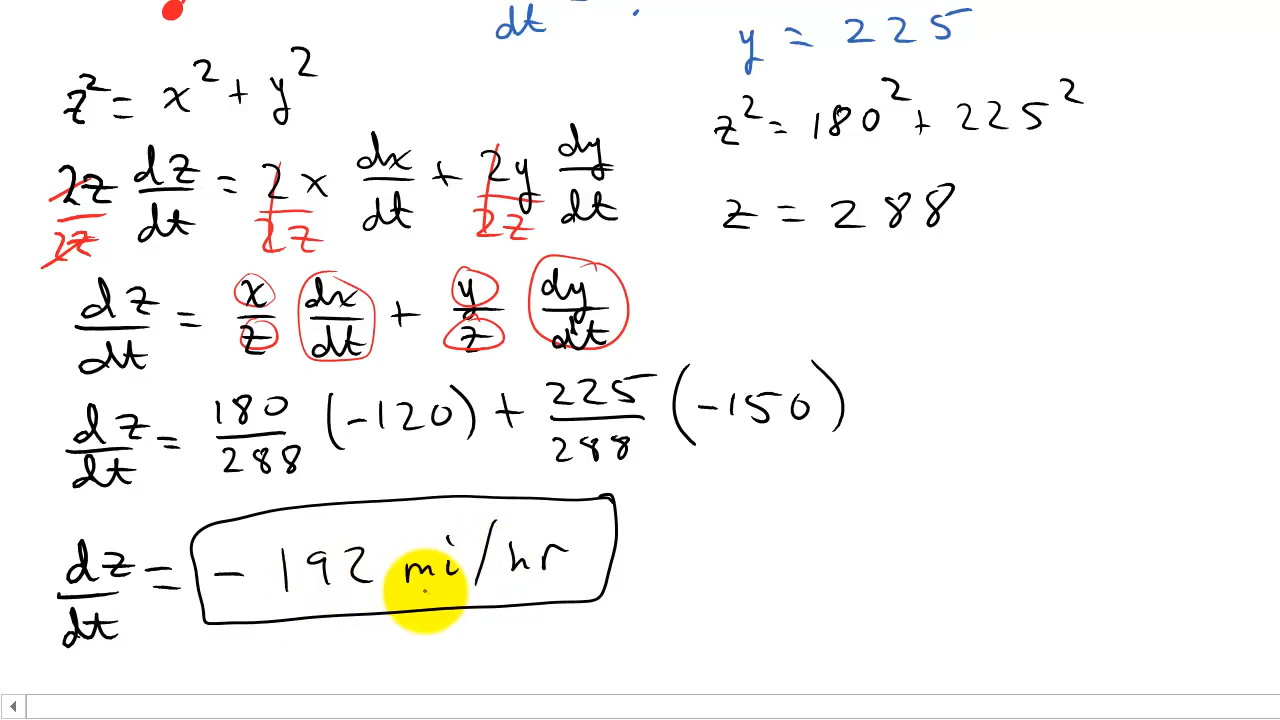 dt =
y = 225
z² = x² + y²
z² = 180² + 225²
2z/2z dz/dt = 2x/2z dx/dt + 2y/2z dy/dt
z = 288
dz/dt = x/z dx/dt + y/z dy/dt
dz/dt = 180/288 (-120) + 225/288 (-150)
dz/dt = -192 mi/hr